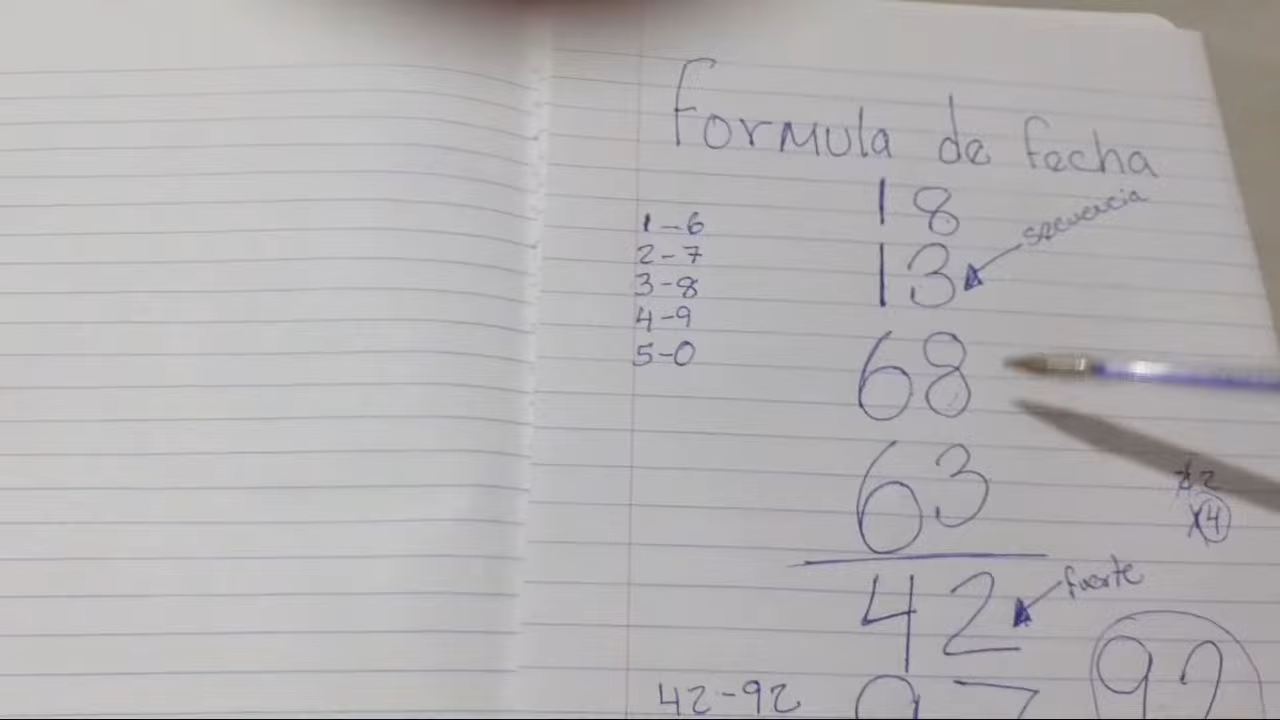 Formula de fecha
18
secuencia
13
1-6
2-7
3-8
4-9
5-0
68
63
x2
x4
42
fuerte
97
92
42-92